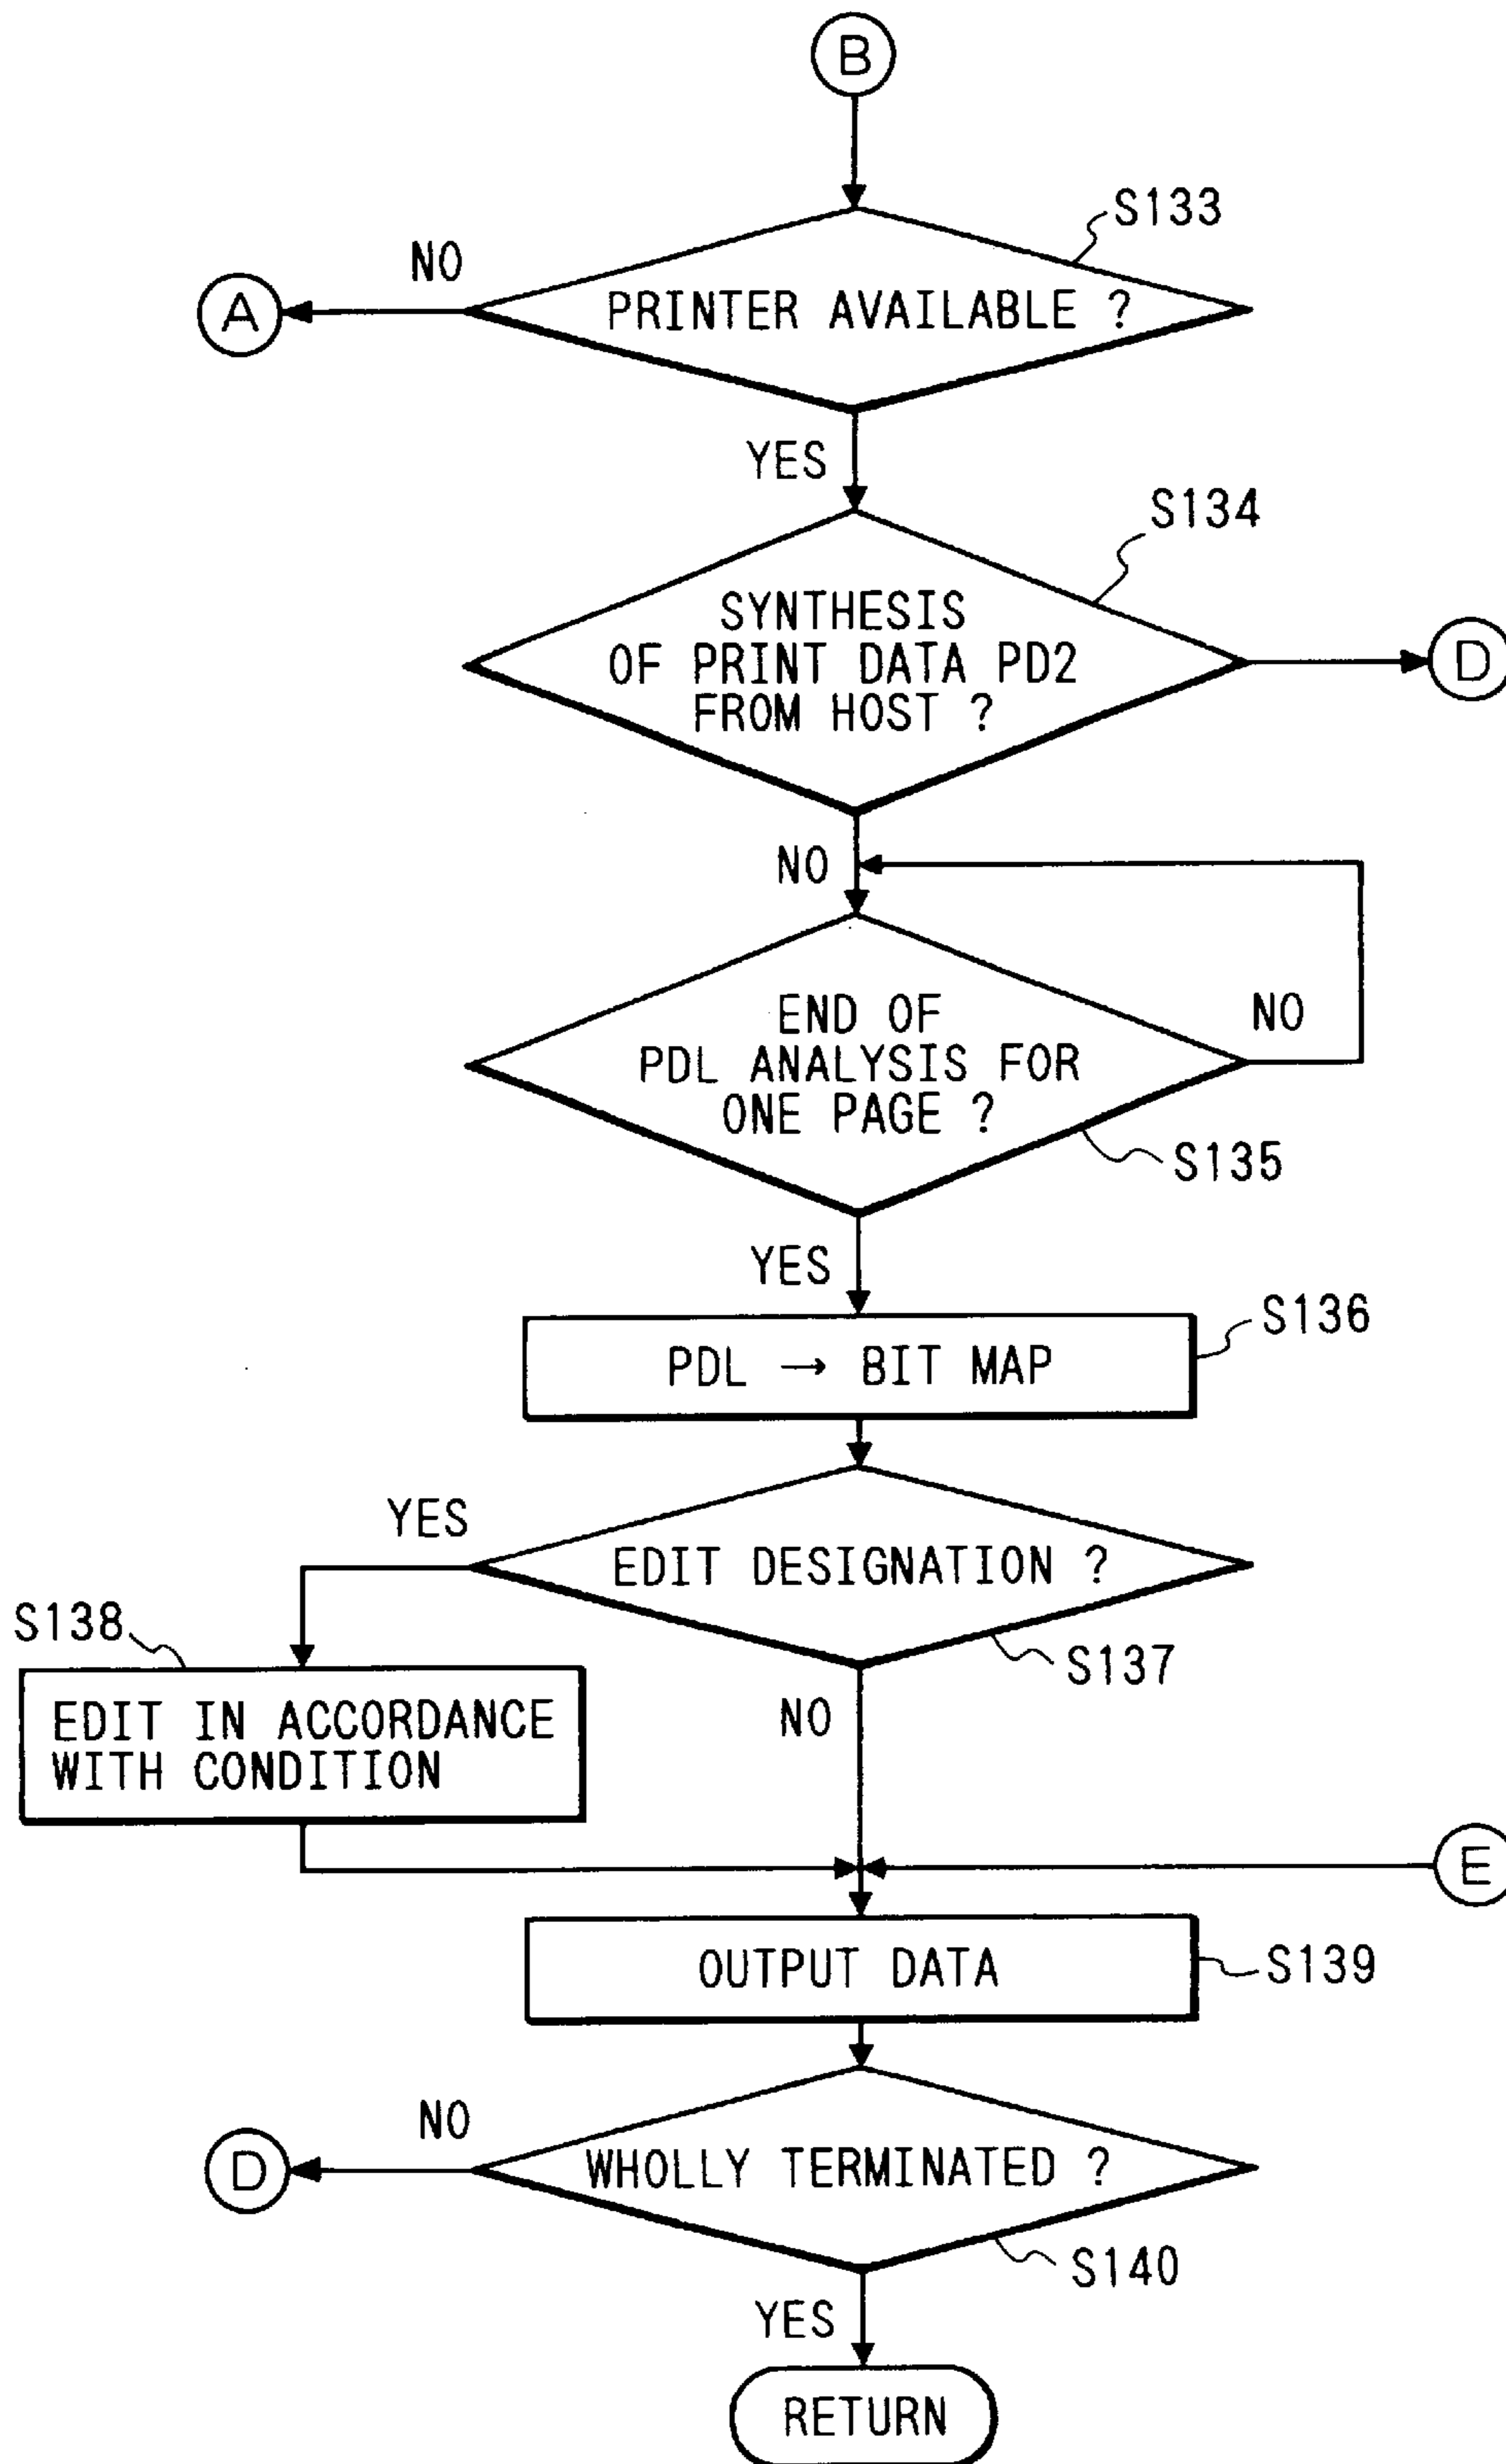 B
S133
NO
A
PRINTER AVAILABLE ?
YES
S134
SYNTHESIS
OF PRINT DATA PD2
FROM HOST ?
D
NO
END OF
PDL ANALYSIS FOR
ONE PAGE ?
NO
S135
YES
S136
PDL → BIT MAP
YES
EDIT DESIGNATION ?
S138
S137
EDIT IN ACCORDANCE
WITH CONDITION
NO
E
OUTPUT DATA
S139
NO
D
WHOLLY TERMINATED ?
S140
YES
RETURN